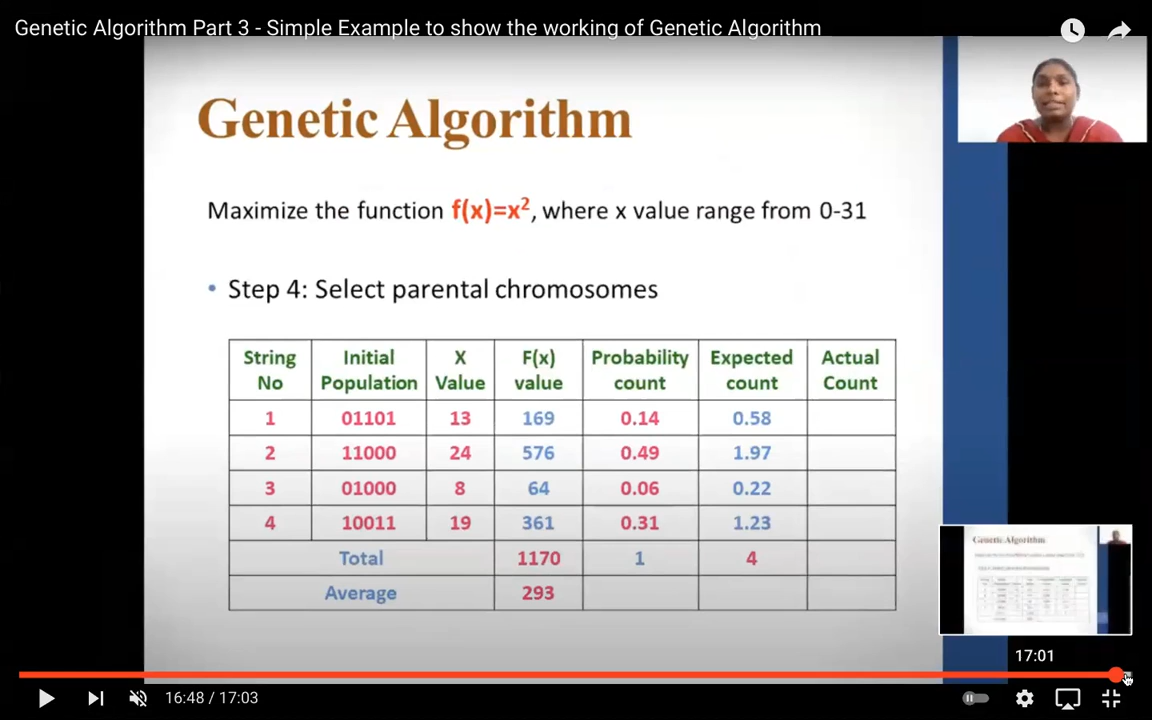 Genetic Algorithm Part 3 - Simple Example to show the working of Genetic Algorithm
Genetic Algorithm
Maximize the function f(x)=x², where x value range from 0-31
• Step 4: Select parental chromosomes
String No Initial Population X Value F(x) value Probability count Expected count Actual Count
1 01101 13 169 0.14 0.58
2 11000 24 576 0.49 1.97
3 01000 8 64 0.06 0.22
4 10011 19 361 0.31 1.23
Total 1170 1 4
Average 293
Genetic Algorithm
17:01
16:48 / 17:03